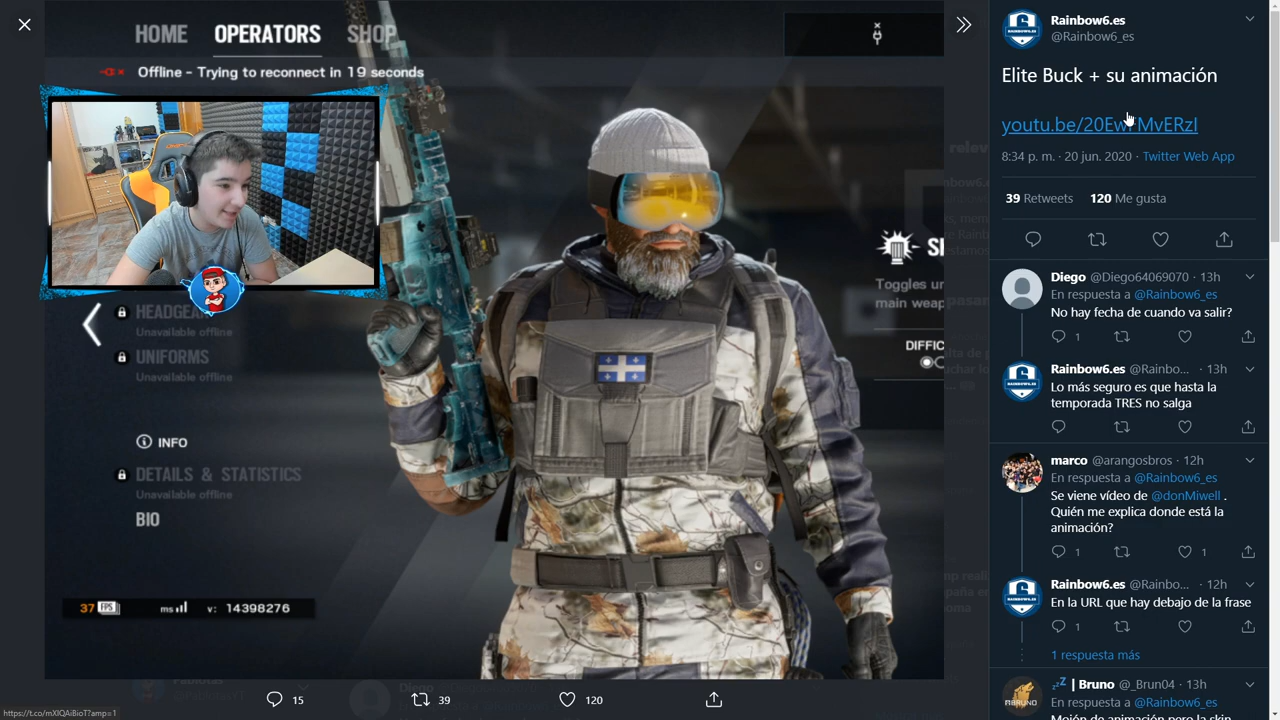 HOME OPERATORS SHOP
Offline - Trying to reconnect in 19 seconds
HEADGEAR
Unavailable offline
UNIFORMS
Unavailable offline
INFO
DETAILS & STATISTICS
Unavailable offline
BIO
37 FPS ms v: 14398276
Toggles
main
15 39 120
https://t.co/mXIQAiBioT?amp=1
Rainbow6.es
@Rainbow6_es
Elite Buck + su animación
8:34 p. m. · 20 jun. 2020 · Twitter Web App
39 Retweets 120 Me gusta
Diego @Diego64069070 · 13h
En respuesta a @Rainbow6_es
No hay fecha de cuando va salir?
1
Rainbow6.es @Rainbo... · 13h
Lo más seguro es que hasta la
temporada TRES no salga
marco @arangosbros · 12h
En respuesta a @Rainbow6_es
Se viene vídeo de @donMiwell .
Quién me explica donde está la
animación?
1 1
Rainbow6.es @Rainbo... · 12h
En la URL que hay debajo de la frase
1
1 respuesta más
💤 | Bruno @_Brun04 · 13h
En respuesta a @Rainbow6_es